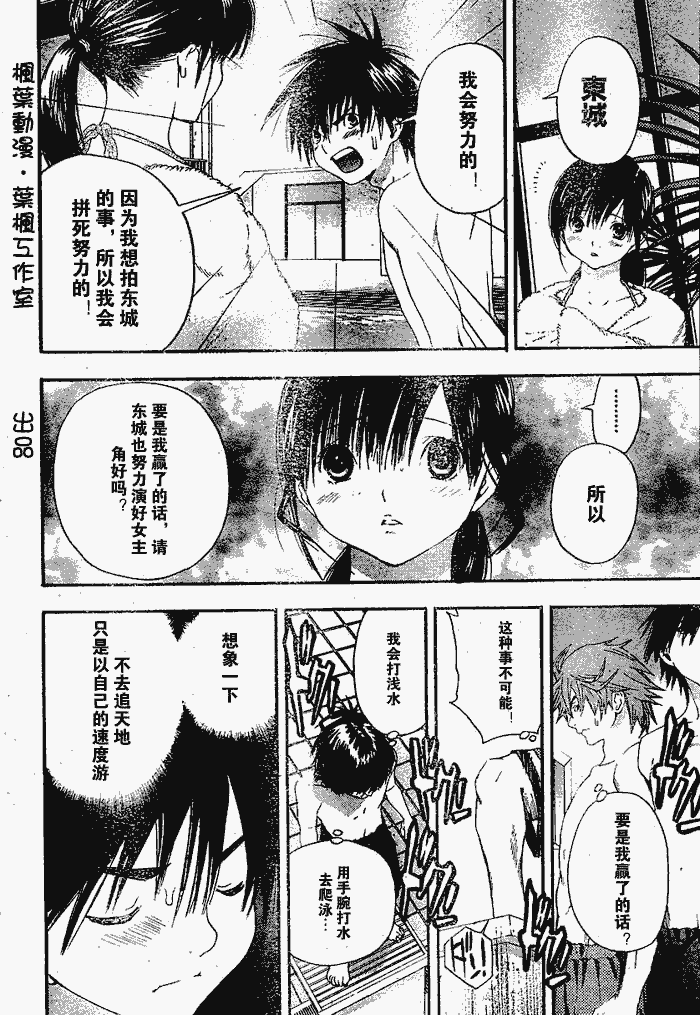 東城
我会努力的！
因为我想拍东城
的事，所以我会
拼死努力的！
……
所以
要是我赢了的话，请
东城也努力演好女主
角好吗？
要是我赢
了的话？
这种事不可能！
我会打浅水
用手腕打水
去爬泳…
想象一下
不去追天地
只是以自己的速度游
楓葉動漫·葉楓工作室